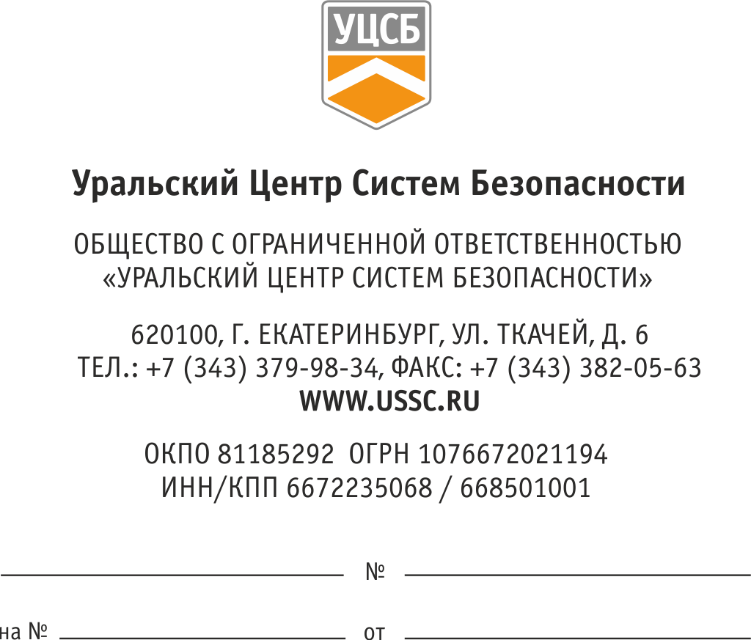 УЦСБ
Уральский Центр Систем Безопасности
ОБЩЕСТВО С ОГРАНИЧЕННОЙ ОТВЕТСТВЕННОСТЬЮ
«УРАЛЬСКИЙ ЦЕНТР СИСТЕМ БЕЗОПАСНОСТИ»
620100, Г. ЕКАТЕРИНБУРГ, УЛ. ТКАЧЕЙ, Д. 6
ТЕЛ.: +7 (343) 379-98-34, ФАКС: +7 (343) 382-05-63
WWW.USSC.RU
ОКПО 81185292 ОГРН 1076672021194
ИНН/КПП 6672235068 / 668501001
№
на № от